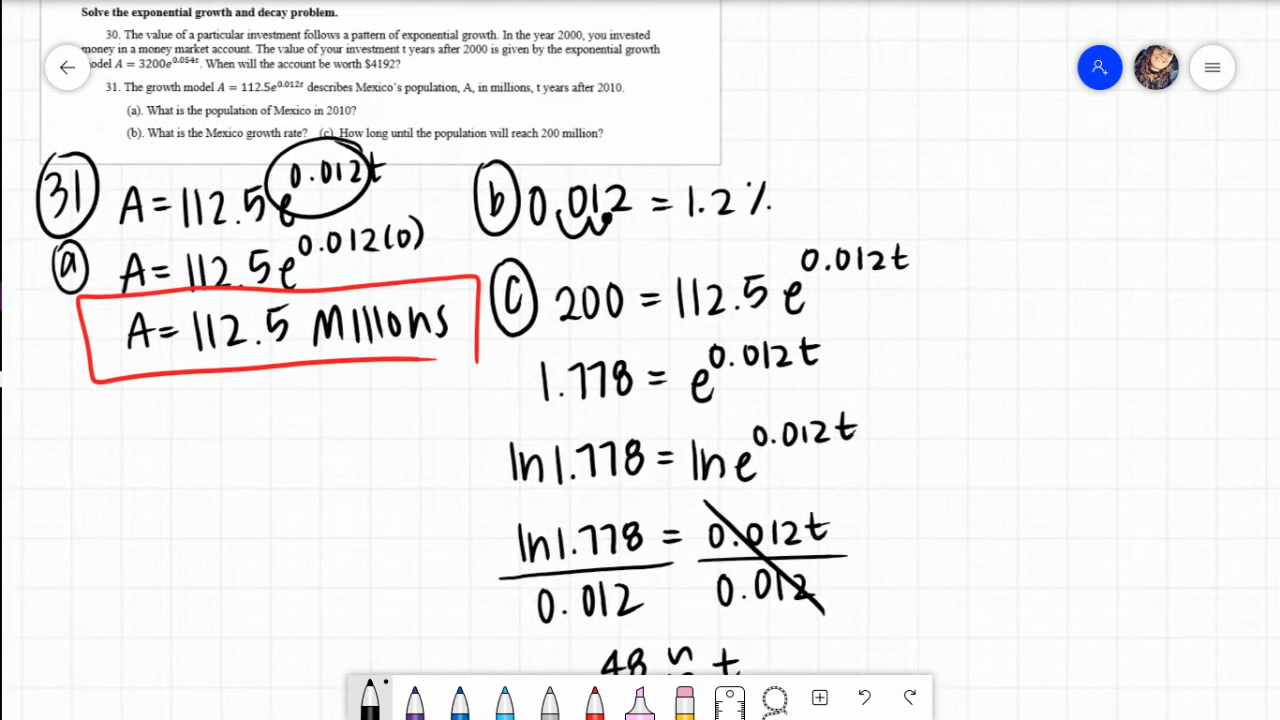 Solve the exponential growth and decay problem.
30. The value of a particular investment follows a pattern of exponential growth. In the year 2000, you invested
money in a money market account. The value of your investment t years after 2000 is given by the exponential growth
odel A = 3200e^0.054t. When will the account be worth $4192?
31. The growth model A = 112.5e^0.012t describes Mexico's population, A, in millions, t years after 2010.
(a). What is the population of Mexico in 2010?
(b). What is the Mexico growth rate? (c). How long until the population will reach 200 million?
31 A = 112.5e^0.012t
a A = 112.5e^0.012(0)
A = 112.5 Millons
b 0.012 = 1.2%
c 200 = 112.5 e^0.012t
1.778 = e^0.012t
ln1.778 = ln e^0.012t
ln1.778 = 0.012t
0.012 0.012
48 ≈ t